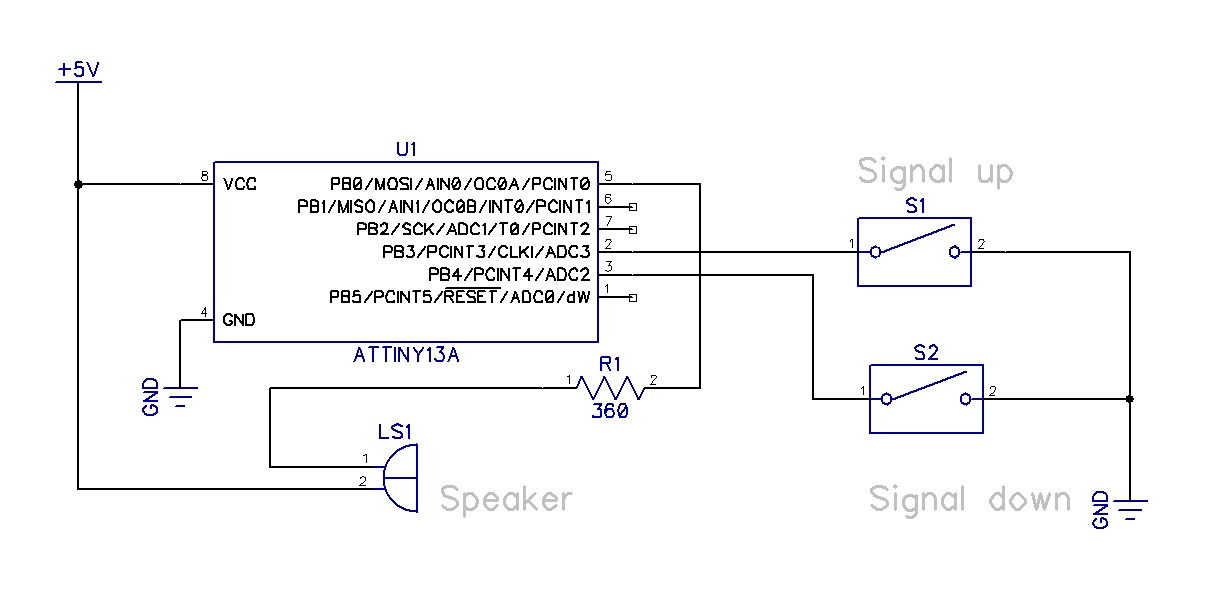 +5V
U1
8 VCC PB0/MOSI/AIN0/OC0A/PCINT0 5
PB1/MISO/AIN1/OC0B/INT0/PCINT1 6
PB2/SCK/ADC1/T0/PCINT2 7
PB3/PCINT3/CLKI/ADC3 2
PB4/PCINT4/ADC2 3
PB5/PCINT5/RESET/ADC0/dW 1
4 GND
ATTINY13A
GND
Signal up
S1
1 2
S2
1 2
Signal down
GND
R1
1 2
360
LS1
1
2
Speaker